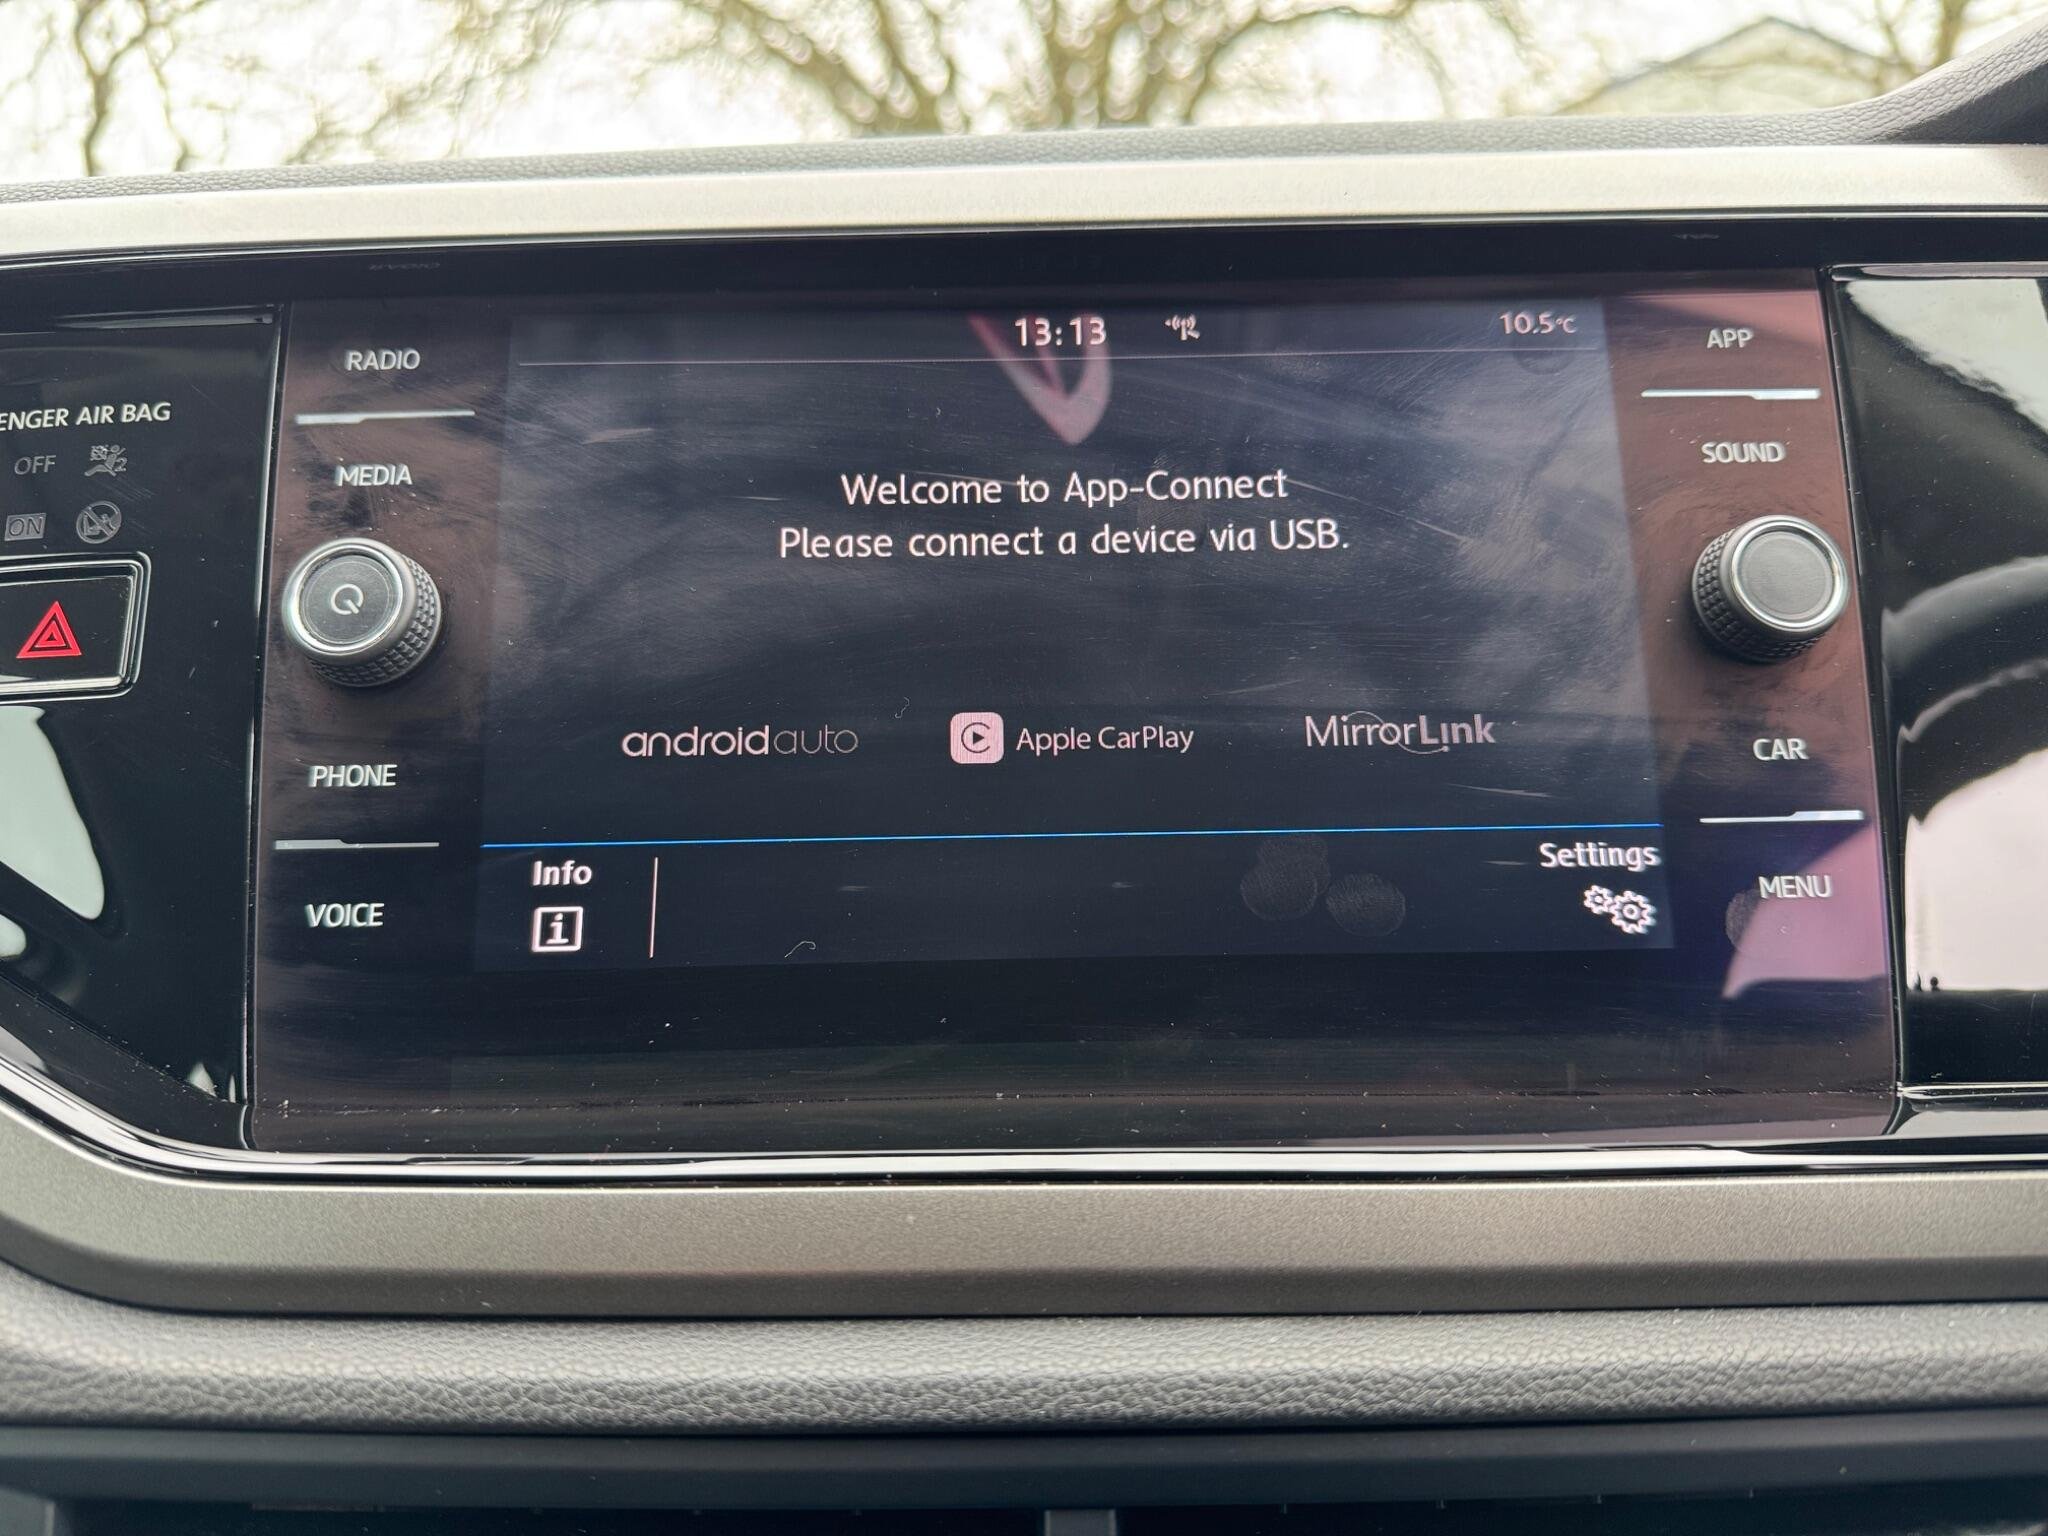 RADIO
MEDIA
PHONE
VOICE
ENGER AIR BAG
OFF
ON
13:13
10.5°C
Welcome to App-Connect
Please connect a device via USB.
androidauto
Apple CarPlay
MirrorLink
Info
Settings
APP
SOUND
CAR
MENU